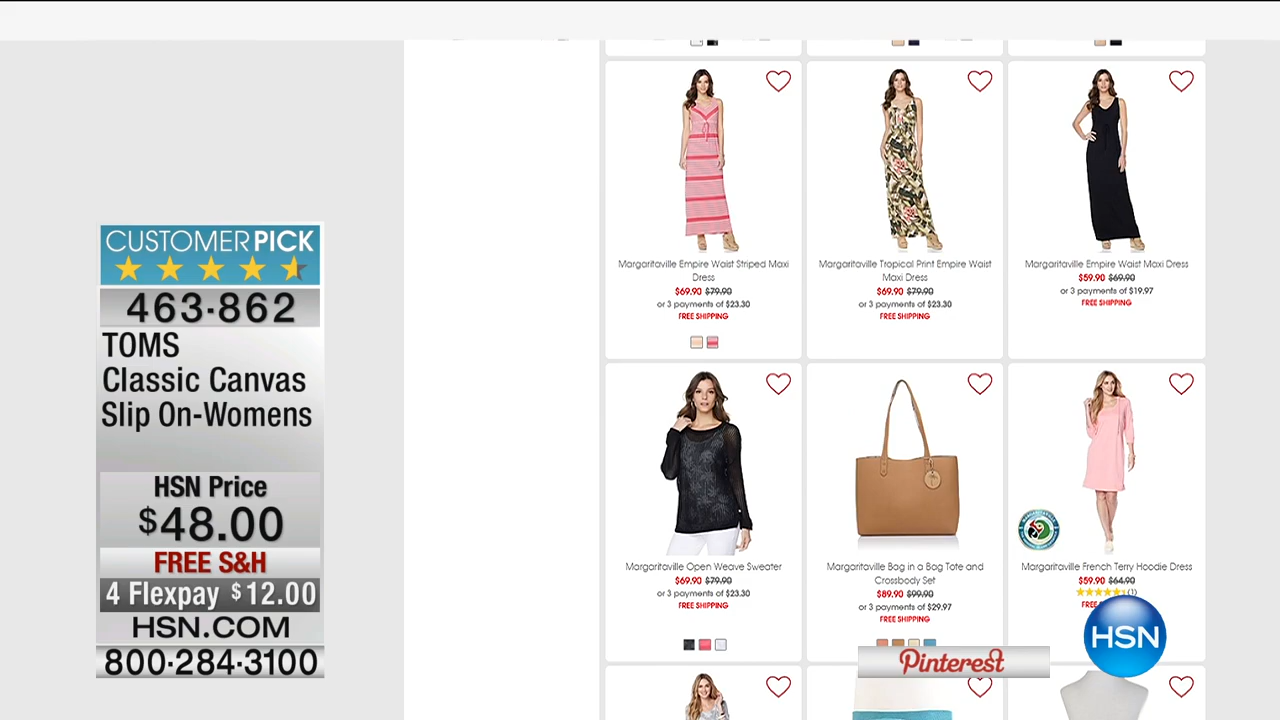 CUSTOMER PICK
463·862
TOMS
Classic Canvas
Slip On-Womens
HSN Price
$48.00
FREE S&H
4 Flexpay $12.00
HSN.COM
800·284·3100
Margaritaville Empire Waist Striped Maxi
Dress
$69.90 $79.90
or 3 payments of $23.30
FREE SHIPPING
Margaritaville Tropical Print Empire Waist
Maxi Dress
$69.90 $79.90
or 3 payments of $23.30
FREE SHIPPING
Margaritaville Empire Waist Maxi Dress
$59.90 $69.90
or 3 payments of $19.97
FREE SHIPPING
Margaritaville Open Weave Sweater
$69.90 $79.90
or 3 payments of $23.30
FREE SHIPPING
Margaritaville Bag in a Bag Tote and
Crossbody Set
$89.90 $99.90
or 3 payments of $29.97
FREE SHIPPING
Margaritaville French Terry Hoodie Dress
$59.90 $64.90
(1)
Pinterest
HSN